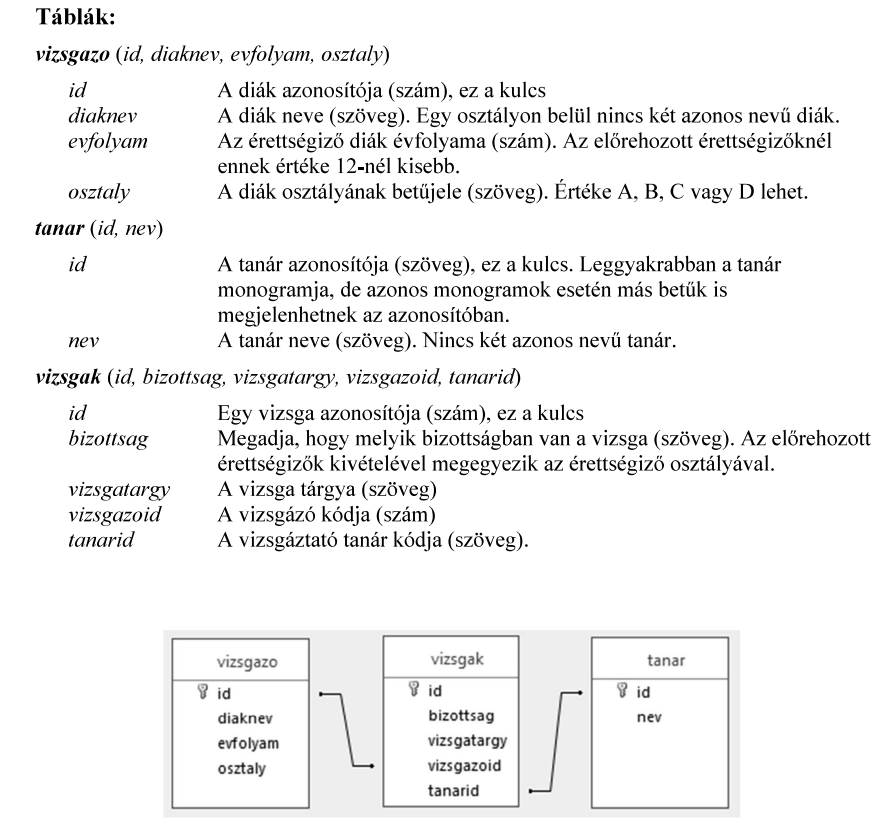 Táblák:
vizsgazo (id, diaknev, evfolyam, osztaly)
id A diák azonosítója (szám), ez a kulcs
diaknev A diák neve (szöveg). Egy osztályon belül nincs két azonos nevű diák.
evfolyam Az érettségiző diák évfolyama (szám). Az előrehozott érettségizőknél
ennek értéke 12-nél kisebb.
osztaly A diák osztályának betűjele (szöveg). Értéke A, B, C vagy D lehet.
tanar (id, nev)
id A tanár azonosítója (szöveg), ez a kulcs. Leggyakrabban a tanár
monogramja, de azonos monogramok esetén más betűk is
megjelenhetnek az azonosítóban.
nev A tanár neve (szöveg). Nincs két azonos nevű tanár.
vizsgak (id, bizottsag, vizsgatargy, vizsgazoid, tanarid)
id Egy vizsga azonosítója (szám), ez a kulcs
bizottsag Megadja, hogy melyik bizottságban van a vizsga (szöveg). Az előrehozott
érettségizők kivételével megegyezik az érettségiző osztályával.
vizsgatargy A vizsga tárgya (szöveg)
vizsgazoid A vizsgázó kódja (szám)
tanarid A vizsgáztató tanár kódja (szöveg).
vizsgazo
id
diaknev
evfolyam
osztaly
vizsgak
id
bizottsag
vizsgatargy
vizsgazoid
tanarid
tanar
id
nev